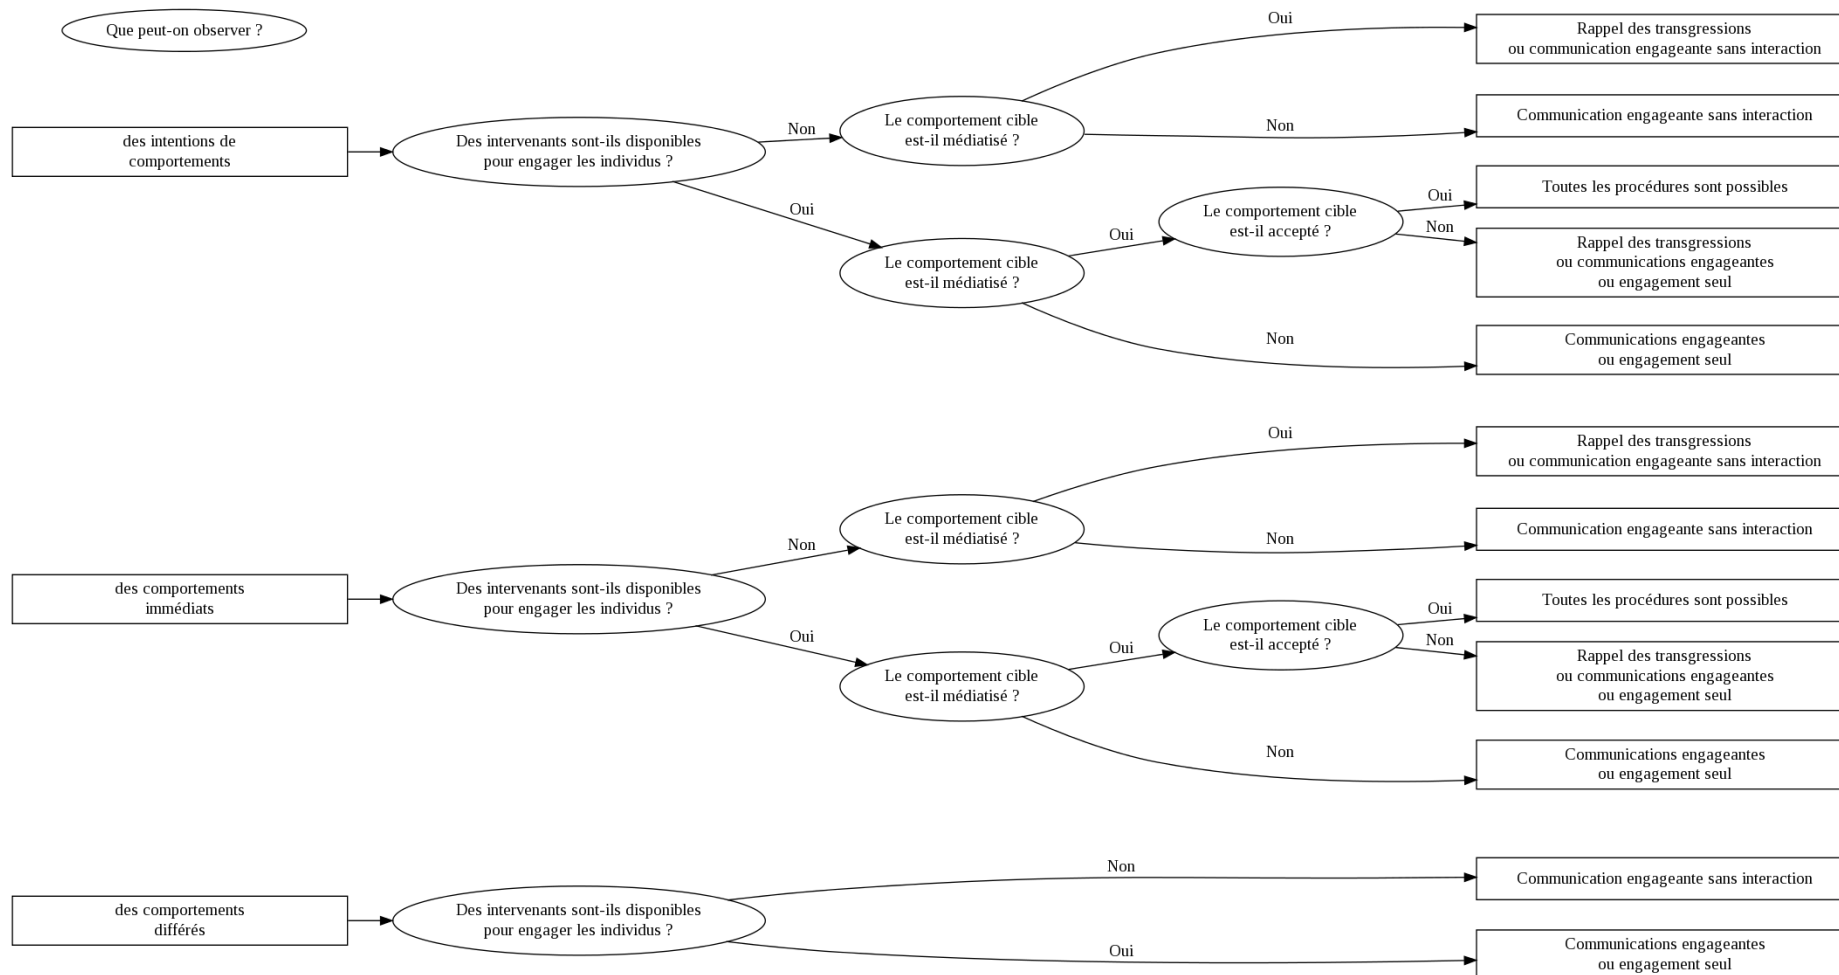 Que peut-on observer ?
des intentions de
comportements
Des intervenants sont-ils disponibles
pour engager les individus ?
Non
Oui
Le comportement cible
est-il médiatisé ?
Oui
Non
Rappel des transgressions
ou communication engageante sans interaction
Communication engageante sans interaction
Le comportement cible
est-il médiatisé ?
Oui
Non
Le comportement cible
est-il accepté ?
Oui
Non
Toutes les procédures sont possibles
Rappel des transgressions
ou communications engageantes
ou engagement seul
Communications engageantes
ou engagement seul
des comportements
immédiats
Des intervenants sont-ils disponibles
pour engager les individus ?
Non
Oui
Le comportement cible
est-il médiatisé ?
Oui
Non
Rappel des transgressions
ou communication engageante sans interaction
Communication engageante sans interaction
Le comportement cible
est-il médiatisé ?
Oui
Non
Le comportement cible
est-il accepté ?
Oui
Non
Toutes les procédures sont possibles
Rappel des transgressions
ou communications engageantes
ou engagement seul
Communications engageantes
ou engagement seul
des comportements
différés
Des intervenants sont-ils disponibles
pour engager les individus ?
Non
Oui
Communication engageante sans interaction
Communications engageantes
ou engagement seul